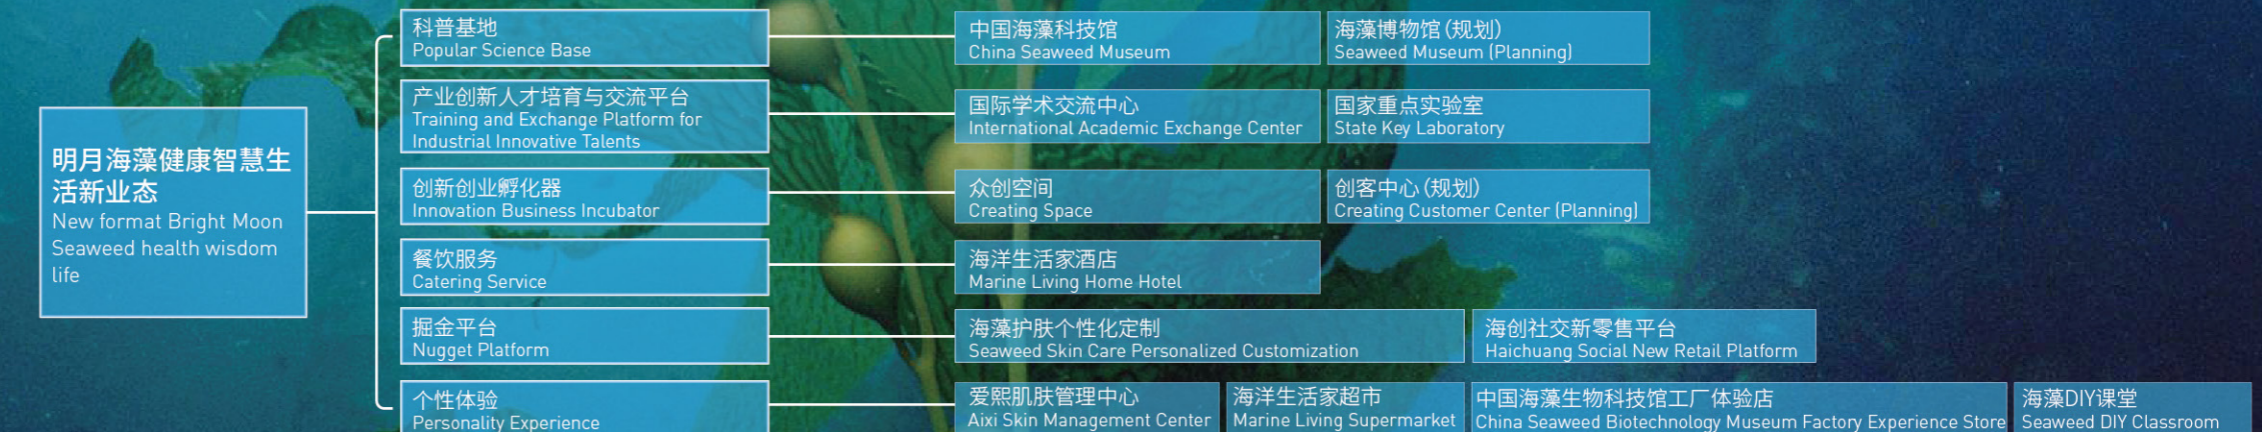 明月海藻健康智慧生
活新业态
New format Bright Moon
Seaweed health wisdom
life
科普基地
Popular Science Base
中国海藻科技馆
China Seaweed Museum
海藻博物馆(规划)
Seaweed Museum (Planning)
产业创新人才培育与交流平台
Training and Exchange Platform for
Industrial Innovative Talents
国际学术交流中心
International Academic Exchange Center
国家重点实验室
State Key Laboratory
创新创业孵化器
Innovation Business Incubator
众创空间
Creating Space
创客中心(规划)
Creating Customer Center (Planning)
餐饮服务
Catering Service
海洋生活家酒店
Marine Living Home Hotel
掘金平台
Nugget Platform
海藻护肤个性化定制
Seaweed Skin Care Personalized Customization
海创社交新零售平台
Haichuang Social New Retail Platform
个性体验
Personality Experience
爱熙肌肤管理中心
Aixi Skin Management Center
海洋生活家超市
Marine Living Supermarket
中国海藻生物科技馆工厂体验店
China Seaweed Biotechnology Museum Factory Experience Store
海藻DIY课堂
Seaweed DIY Classroom